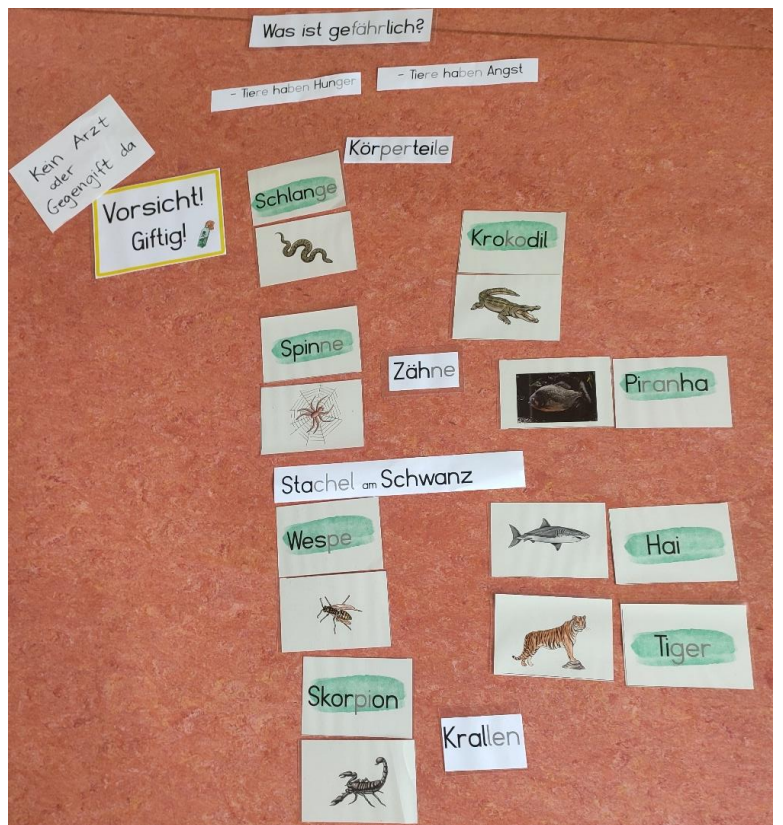 Was ist gefährlich?
- Tiere haben Hunger
- Tiere haben Angst
Kein Arzt
oder
Gegengift da
Vorsicht!
Giftig!
Körperteile
Schlange
Krokodil
Spinne
Zähne
Piranha
Stachel am Schwanz
Wespe
Hai
Tiger
Skorpion
Krallen